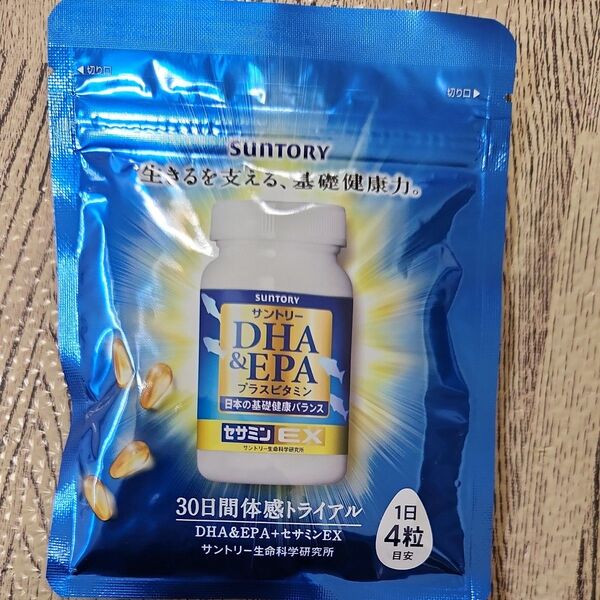 ◁切り口
切り口▷
SUNTORY
生きるを支える、基礎健康力。
SUNTORY
サントリー
DHA
&EPA
プラスビタミン
日本の基礎健康バランス
セサミンEX
サントリー生命科学研究所
30日間体感トライアル
DHA&EPA+セサミンEX
サントリー生命科学研究所
1日
4粒
目安